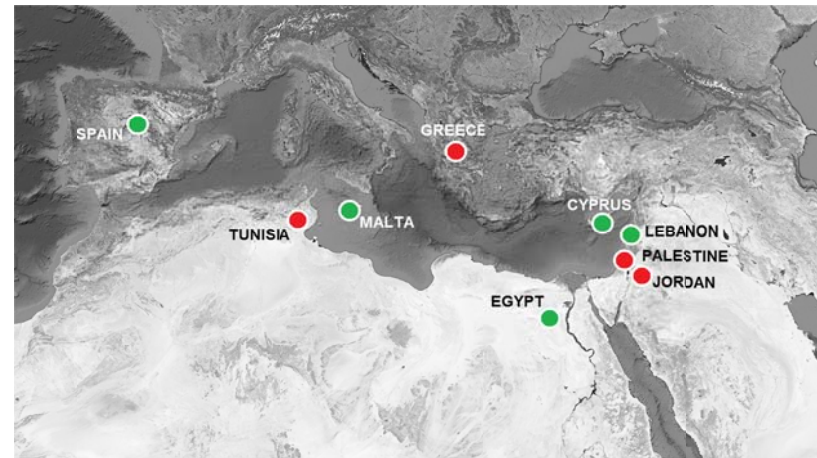 SPAIN
GREECE
CYPRUS
MALTA
TUNISIA
LEBANON
PALESTINE
JORDAN
EGYPT